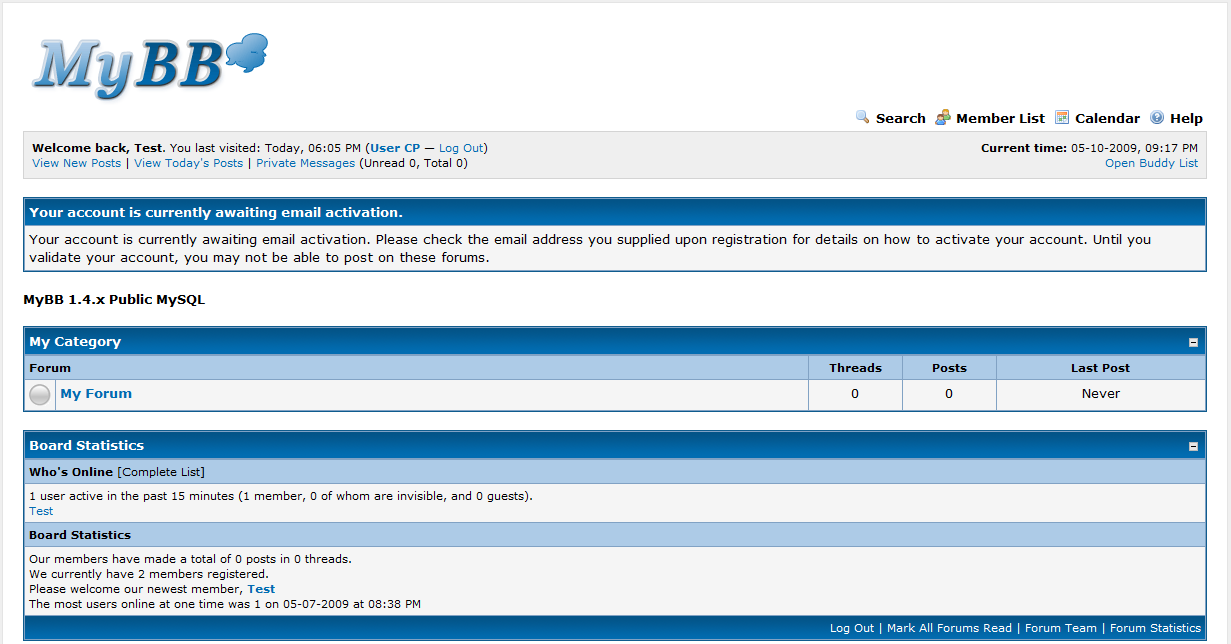 MyBB
Search Member List Calendar Help
Welcome back, Test. You last visited: Today, 06:05 PM (User CP — Log Out)
Current time: 05-10-2009, 09:17 PM
View New Posts | View Today's Posts | Private Messages (Unread 0, Total 0)
Open Buddy List
Your account is currently awaiting email activation.
Your account is currently awaiting email activation. Please check the email address you supplied upon registration for details on how to activate your account. Until you
validate your account, you may not be able to post on these forums.
MyBB 1.4.x Public MySQL
My Category
Forum Threads Posts Last Post
My Forum 0 0 Never
Board Statistics
Who's Online [Complete List]
1 user active in the past 15 minutes (1 member, 0 of whom are invisible, and 0 guests).
Test
Board Statistics
Our members have made a total of 0 posts in 0 threads.
We currently have 2 members registered.
Please welcome our newest member, Test
The most users online at one time was 1 on 05-07-2009 at 08:38 PM
Log Out | Mark All Forums Read | Forum Team | Forum Statistics